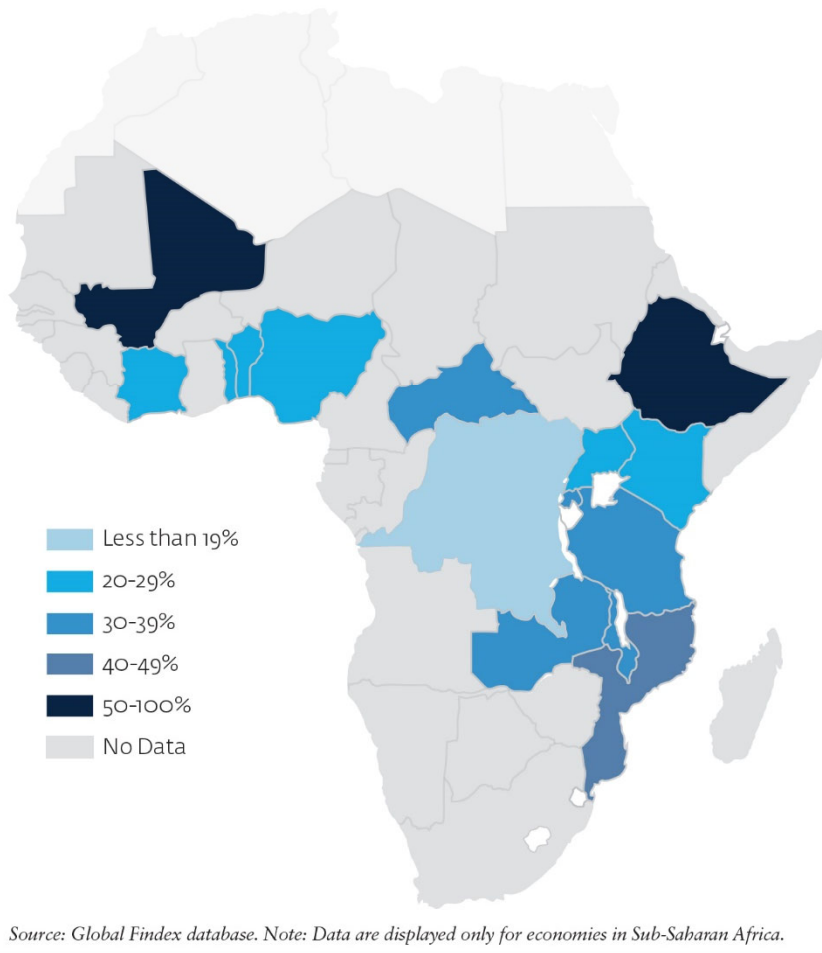 Less than 19%
20-29%
30-39%
40-49%
50-100%
No Data
Source: Global Findex database. Note: Data are displayed only for economies in Sub-Saharan Africa.